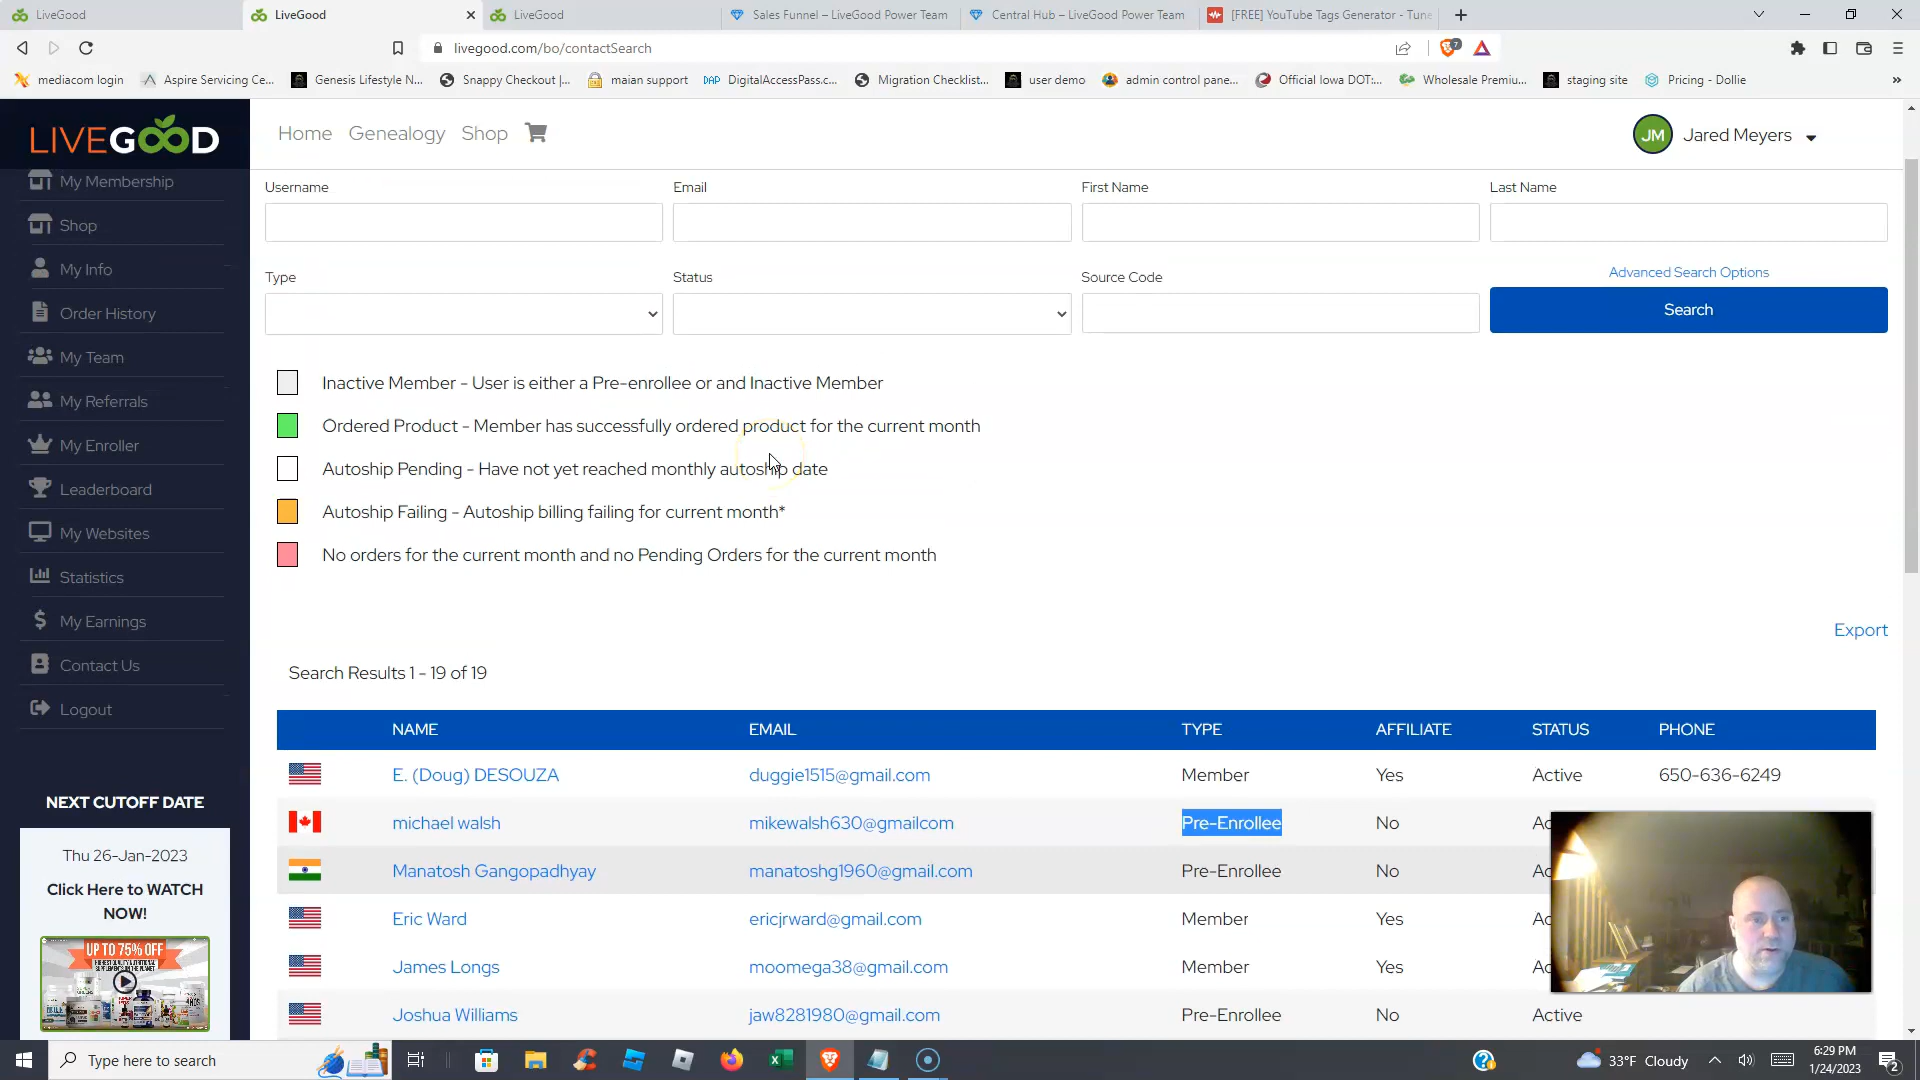 LiveGood
LiveGood
LiveGood
Sales Funnel – LiveGood Power Team
Central Hub – LiveGood Power Team
[FREE] YouTube Tags Generator - Tune
livegood.com/bo/contactSearch
7
mediacom login
Aspire Servicing Ce...
Genesis Lifestyle N...
Snappy Checkout |...
maian support
DAP DigitalAccessPass.c...
Migration Checklist...
user demo
admin control pane...
Official Iowa DOT:...
Wholesale Premiu...
staging site
Pricing - Dollie
LIVEGOOD
Home Genealogy Shop
JM Jared Meyers
My Membership
Shop
My Info
Order History
My Team
My Referrals
My Enroller
Leaderboard
My Websites
Statistics
My Earnings
Contact Us
Logout
NEXT CUTOFF DATE
Thu 26-Jan-2023
Click Here to WATCH
NOW!
UP TO 75% OFF
Username Email First Name Last Name
Type Status Source Code
Advanced Search Options
Search
Inactive Member - User is either a Pre-enrollee or and Inactive Member
Ordered Product - Member has successfully ordered product for the current month
Autoship Pending - Have not yet reached monthly autoship date
Autoship Failing - Autoship billing failing for current month*
No orders for the current month and no Pending Orders for the current month
Export
Search Results 1 - 19 of 19
NAME EMAIL TYPE AFFILIATE STATUS PHONE
E. (Doug) DESOUZA duggie1515@gmail.com Member Yes Active 650-636-6249
michael walsh mikewalsh630@gmailcom Pre-Enrollee No Ac
Manatosh Gangopadhyay manatoshg1960@gmail.com Pre-Enrollee No Ac
Eric Ward ericjrward@gmail.com Member Yes Ac
James Longs moomega38@gmail.com Member Yes Ac
Joshua Williams jaw8281980@gmail.com Pre-Enrollee No Active
Type here to search
33°F Cloudy
6:29 PM
1/24/2023
2